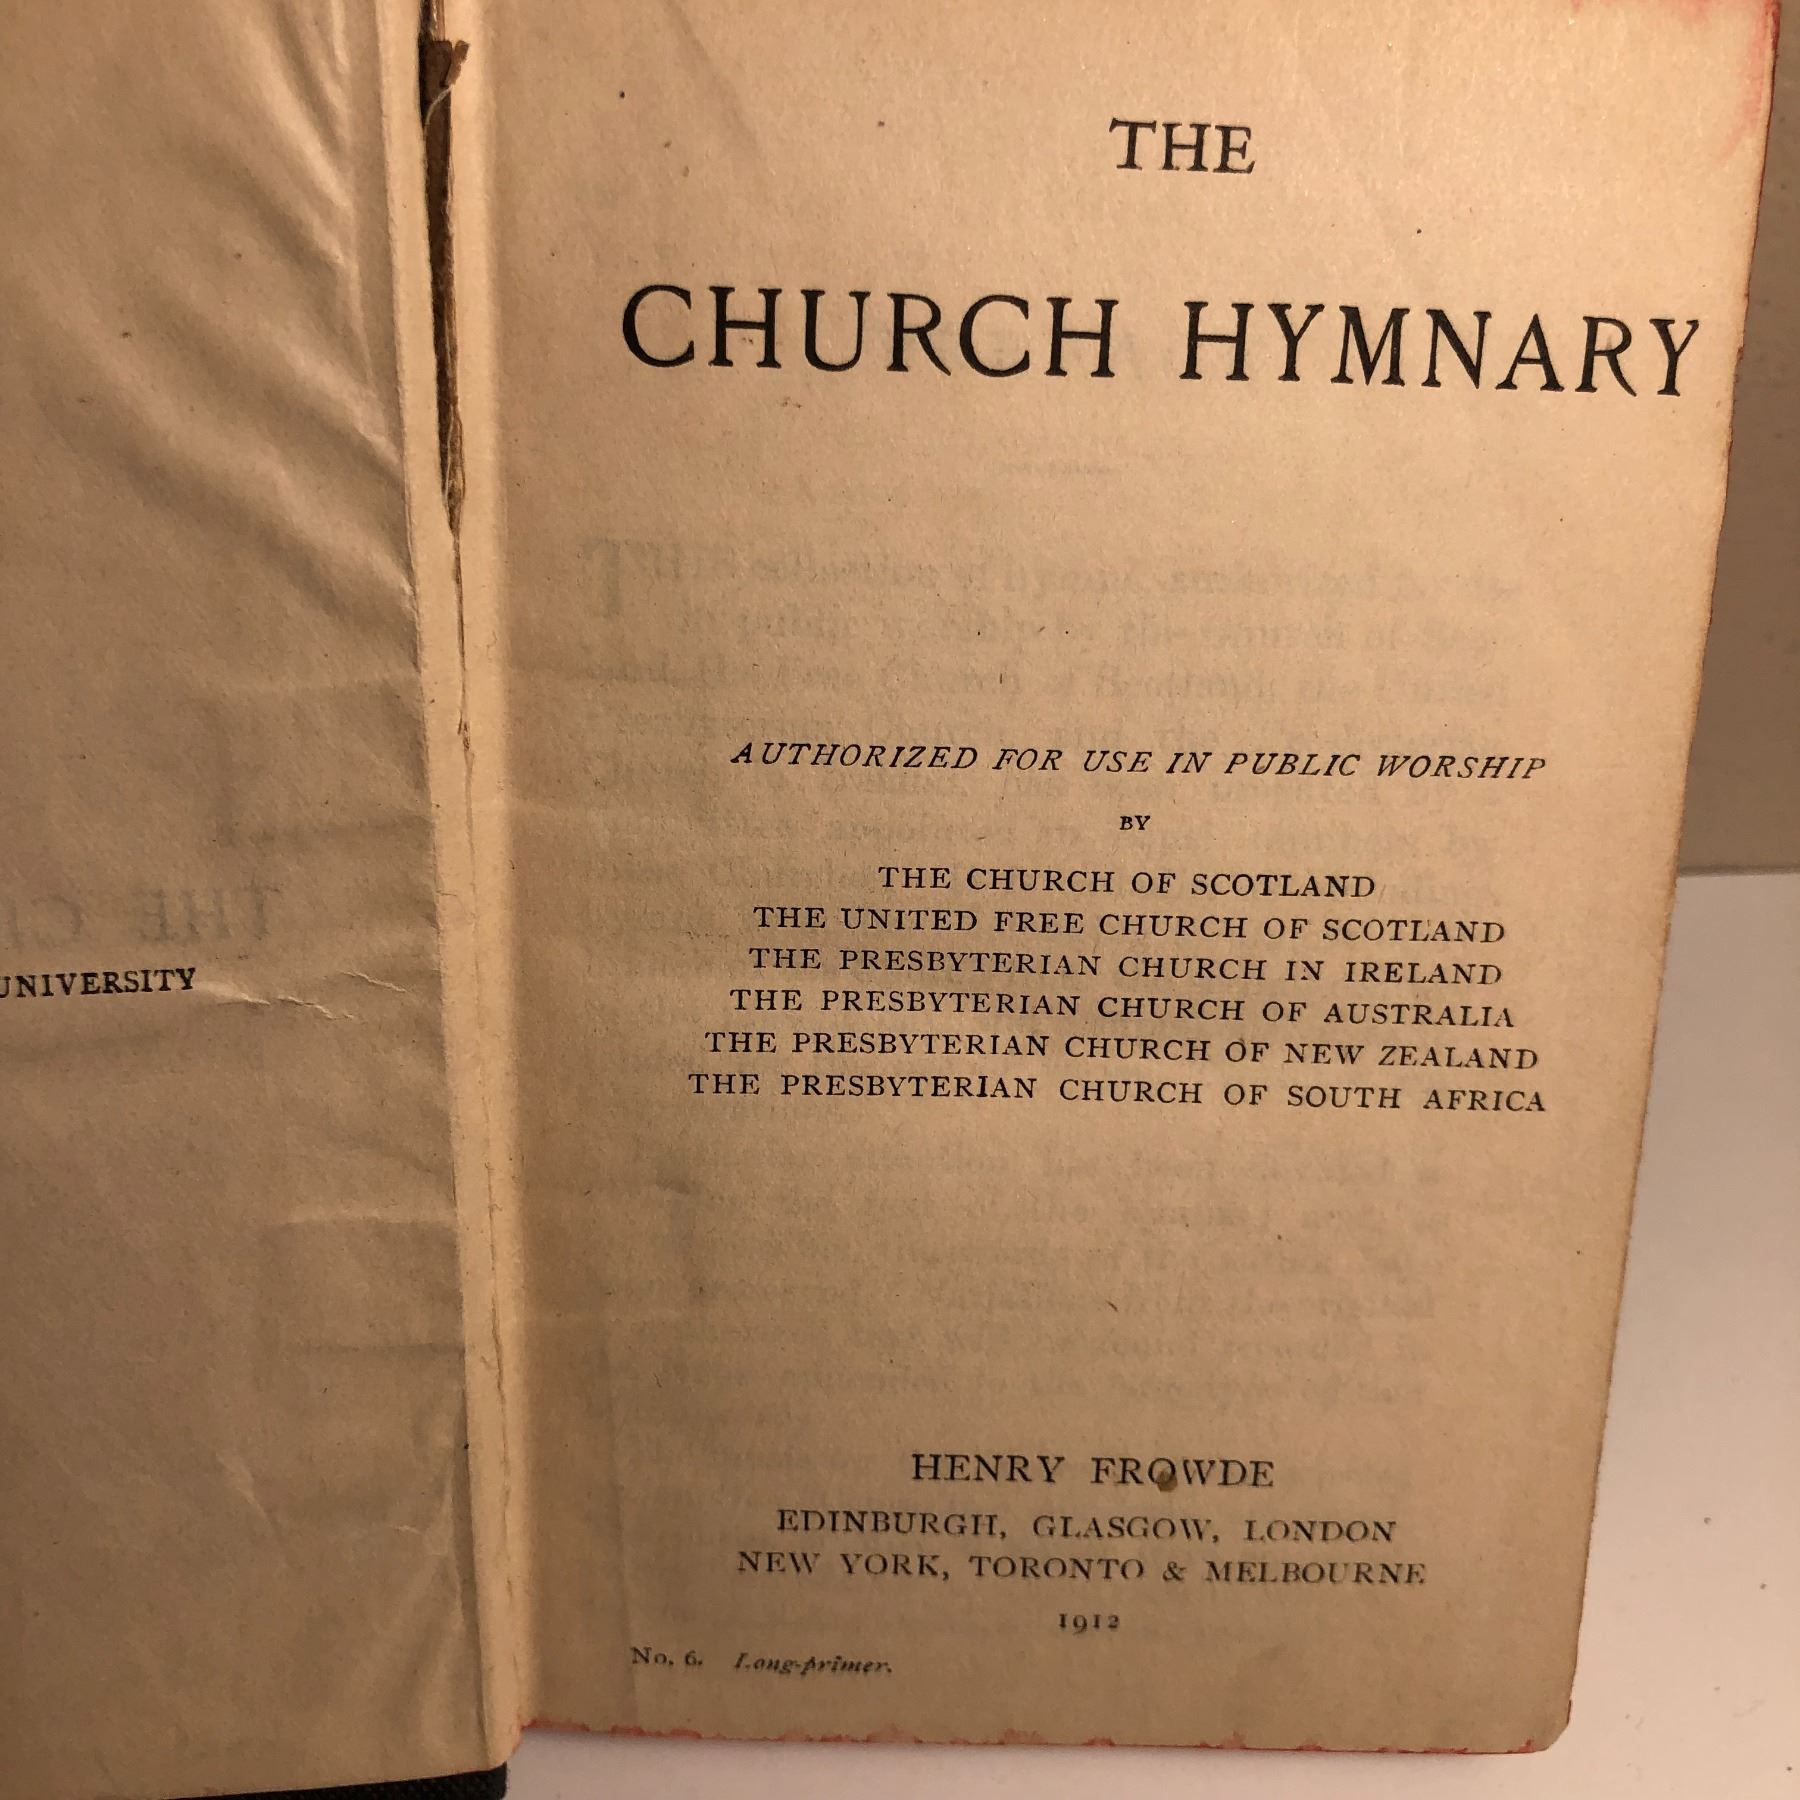 UNIVERSITY
THE
CHURCH HYMNARY
AUTHORIZED FOR USE IN PUBLIC WORSHIP
BY
THE CHURCH OF SCOTLAND
THE UNITED FREE CHURCH OF SCOTLAND
THE PRESBYTERIAN CHURCH IN IRELAND
THE PRESBYTERIAN CHURCH OF AUSTRALIA
THE PRESBYTERIAN CHURCH OF NEW ZEALAND
THE PRESBYTERIAN CHURCH OF SOUTH AFRICA
HENRY FROWDE
EDINBURGH, GLASGOW, LONDON
NEW YORK, TORONTO & MELBOURNE
1912
No. 6. Long-primer.